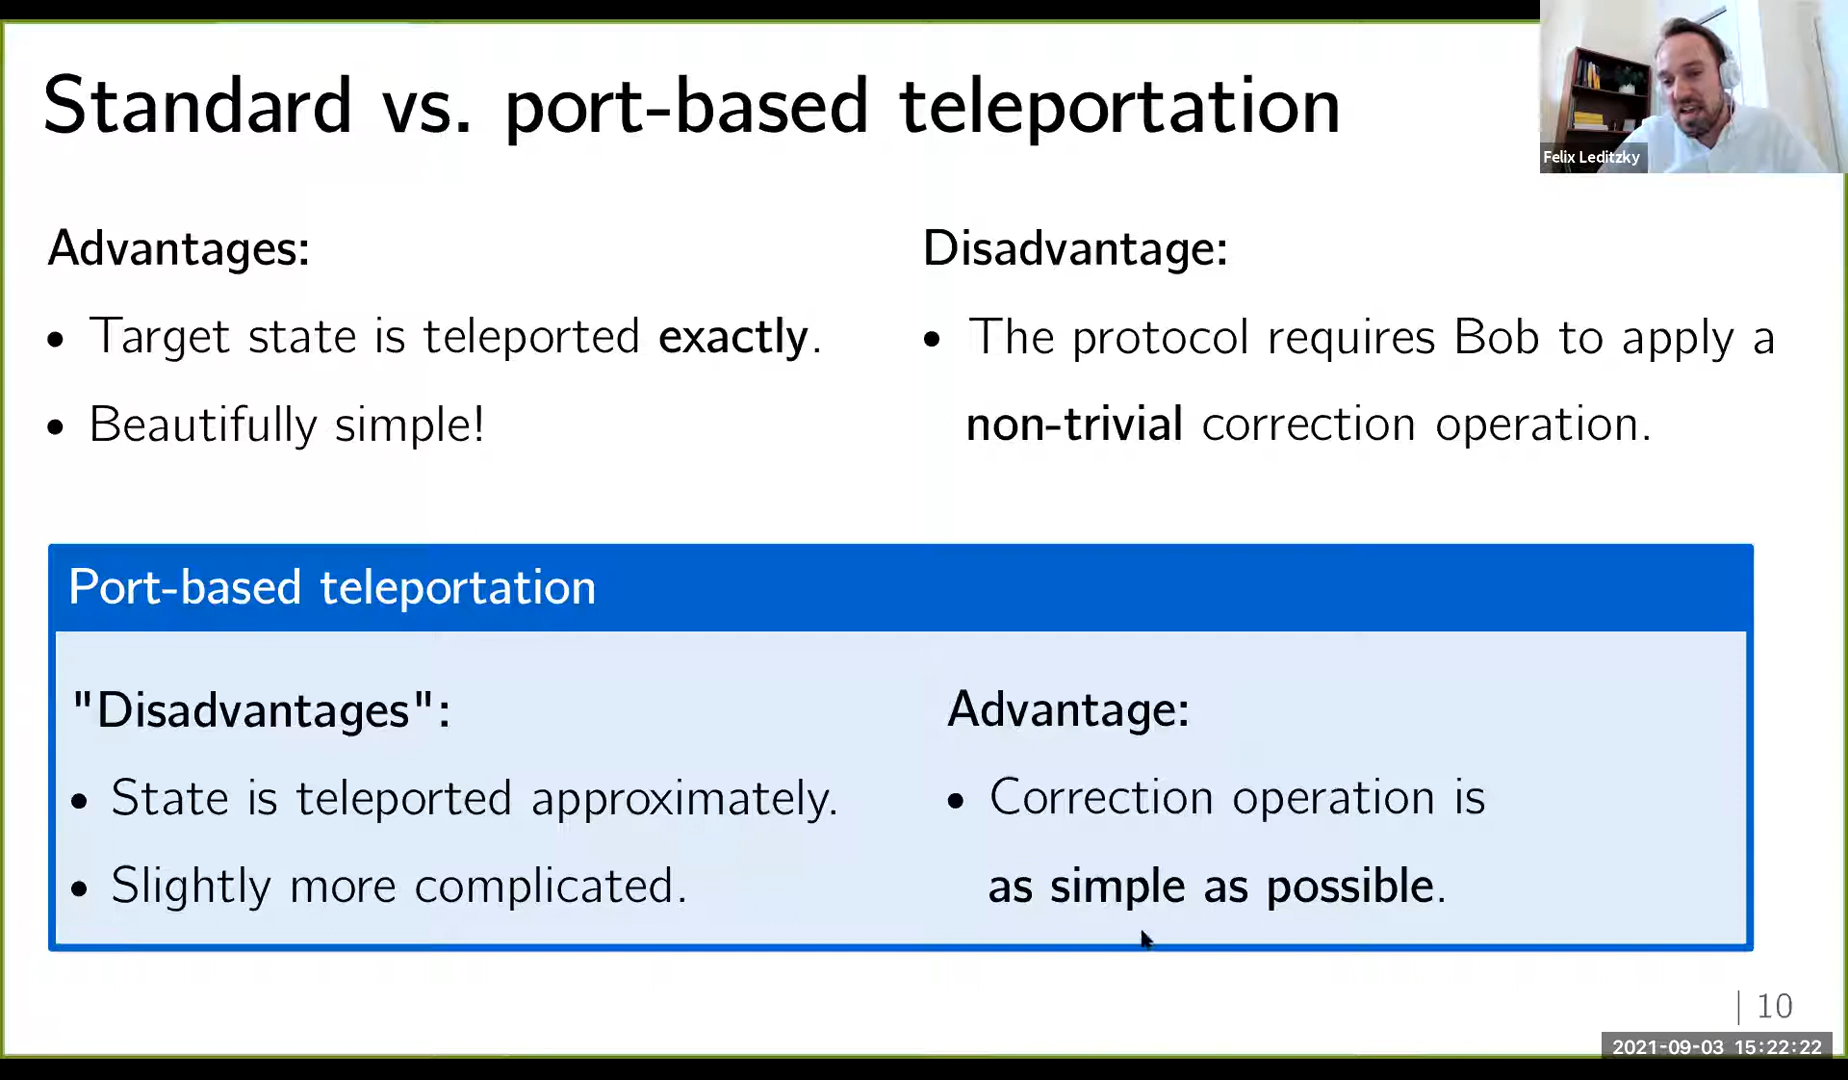 Standard vs. port-based teleportation
Felix Leditzky
Advantages:
• Target state is teleported exactly.
• Beautifully simple!
Disadvantage:
• The protocol requires Bob to apply a
non-trivial correction operation.
Port-based teleportation
"Disadvantages":
• State is teleported approximately.
• Slightly more complicated.
Advantage:
• Correction operation is
as simple as possible.
| 10
2021-09-03 15:22:22